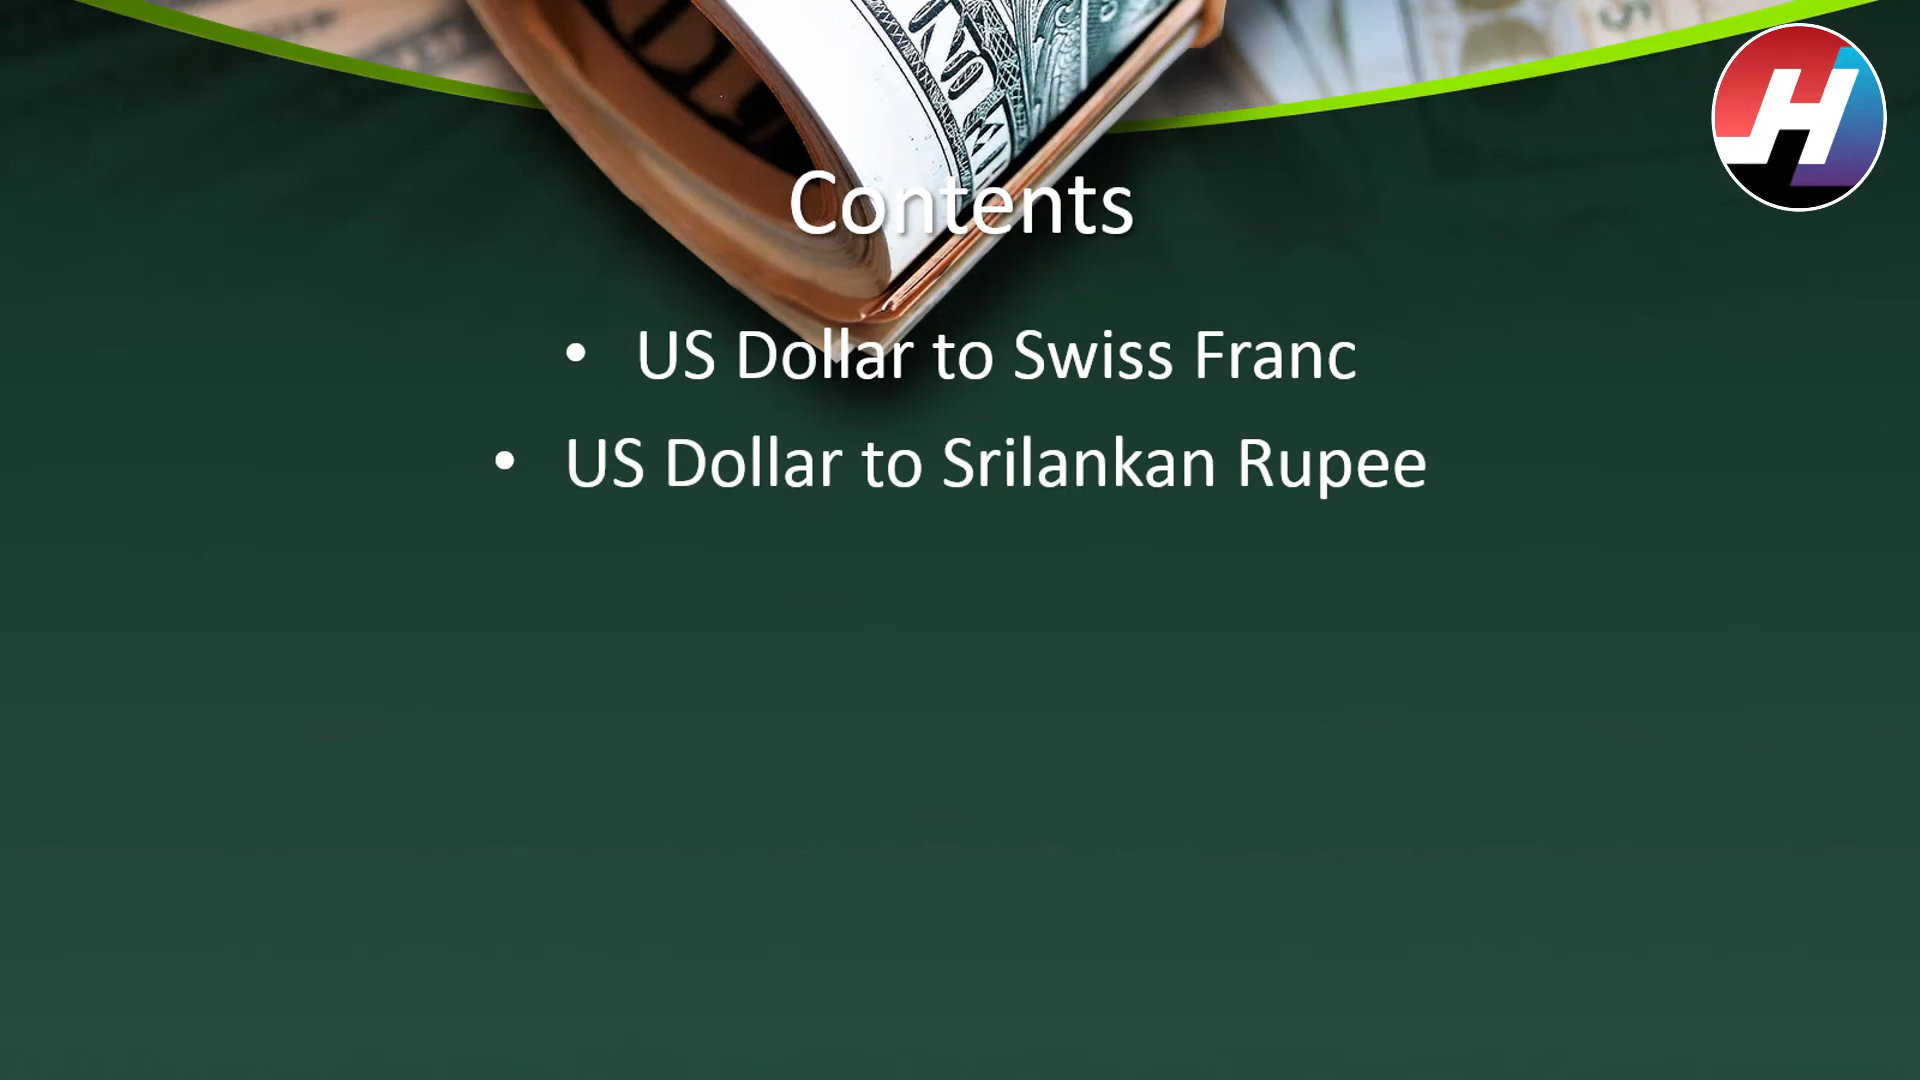 Contents
• US Dollar to Swiss Franc
• US Dollar to Srilankan Rupee